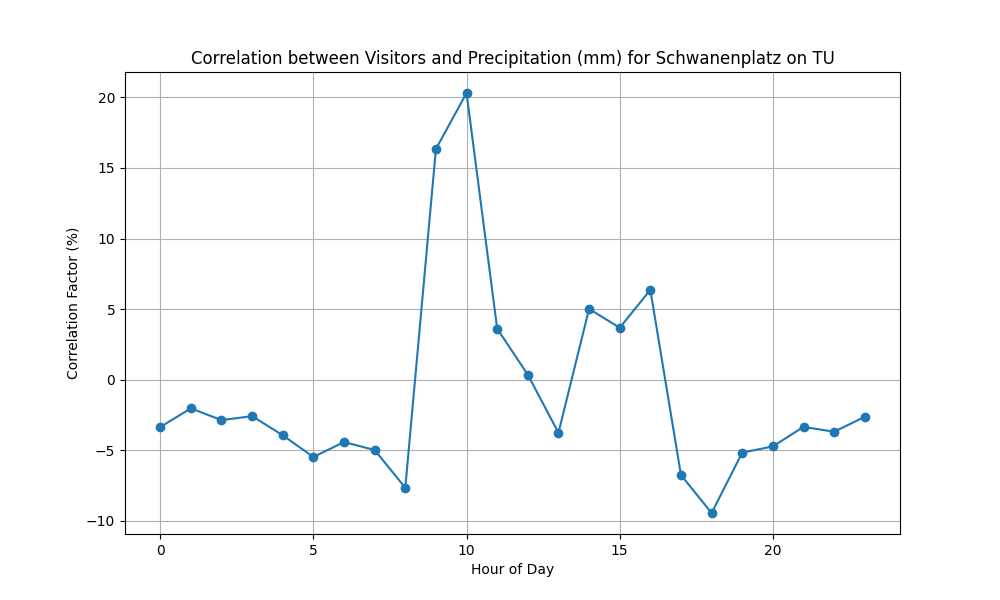 Correlation between Visitors and Precipitation (mm) for Schwanenplatz on TU
Correlation Factor (%)
20
15
10
5
0
−5
−10
0 5 10 15 20
Hour of Day